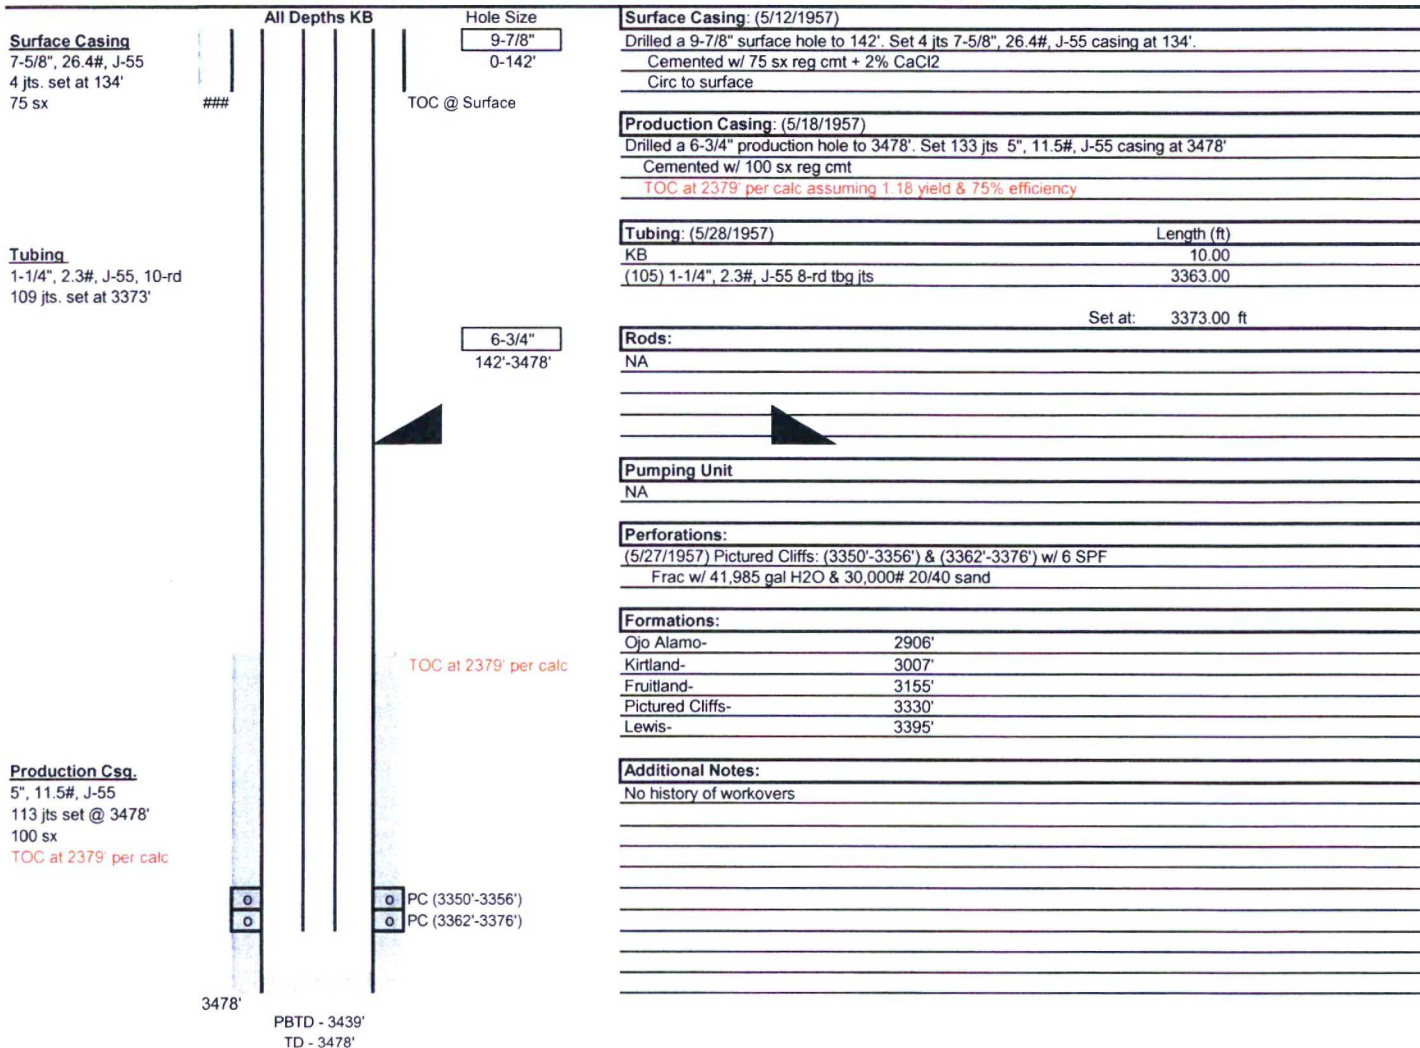 All Depths KB
Hole Size
Surface Casing
7-5/8", 26.4#, J-55
4 jts. set at 134'
75 sx
###
9-7/8"
0-142'
TOC @ Surface
Tubing
1-1/4", 2.3#, J-55, 10-rd
109 jts. set at 3373'
6-3/4"
142'-3478'
TOC at 2379' per calc
Production Csg.
5", 11.5#, J-55
113 jts set @ 3478'
100 sx
TOC at 2379' per calc
o o PC (3350'-3356')
o o PC (3362'-3376')
3478'
PBTD - 3439'
TD - 3478'
Surface Casing: (5/12/1957)
Drilled a 9-7/8" surface hole to 142'. Set 4 jts 7-5/8", 26.4#, J-55 casing at 134'.
Cemented w/ 75 sx reg cmt + 2% CaCl2
Circ to surface
Production Casing: (5/18/1957)
Drilled a 6-3/4" production hole to 3478'. Set 133 jts 5", 11.5#, J-55 casing at 3478'
Cemented w/ 100 sx reg cmt
TOC at 2379' per calc assuming 1.18 yield & 75% efficiency
Tubing: (5/28/1957) Length (ft)
KB 10.00
(105) 1-1/4", 2.3#, J-55 8-rd tbg jts 3363.00
Set at: 3373.00 ft
Rods:
NA
Pumping Unit
NA
Perforations:
(5/27/1957) Pictured Cliffs: (3350'-3356') & (3362'-3376') w/ 6 SPF
Frac w/ 41,985 gal H2O & 30,000# 20/40 sand
Formations:
Ojo Alamo- 2906'
Kirtland- 3007'
Fruitland- 3155'
Pictured Cliffs- 3330'
Lewis- 3395'
Additional Notes:
No history of workovers